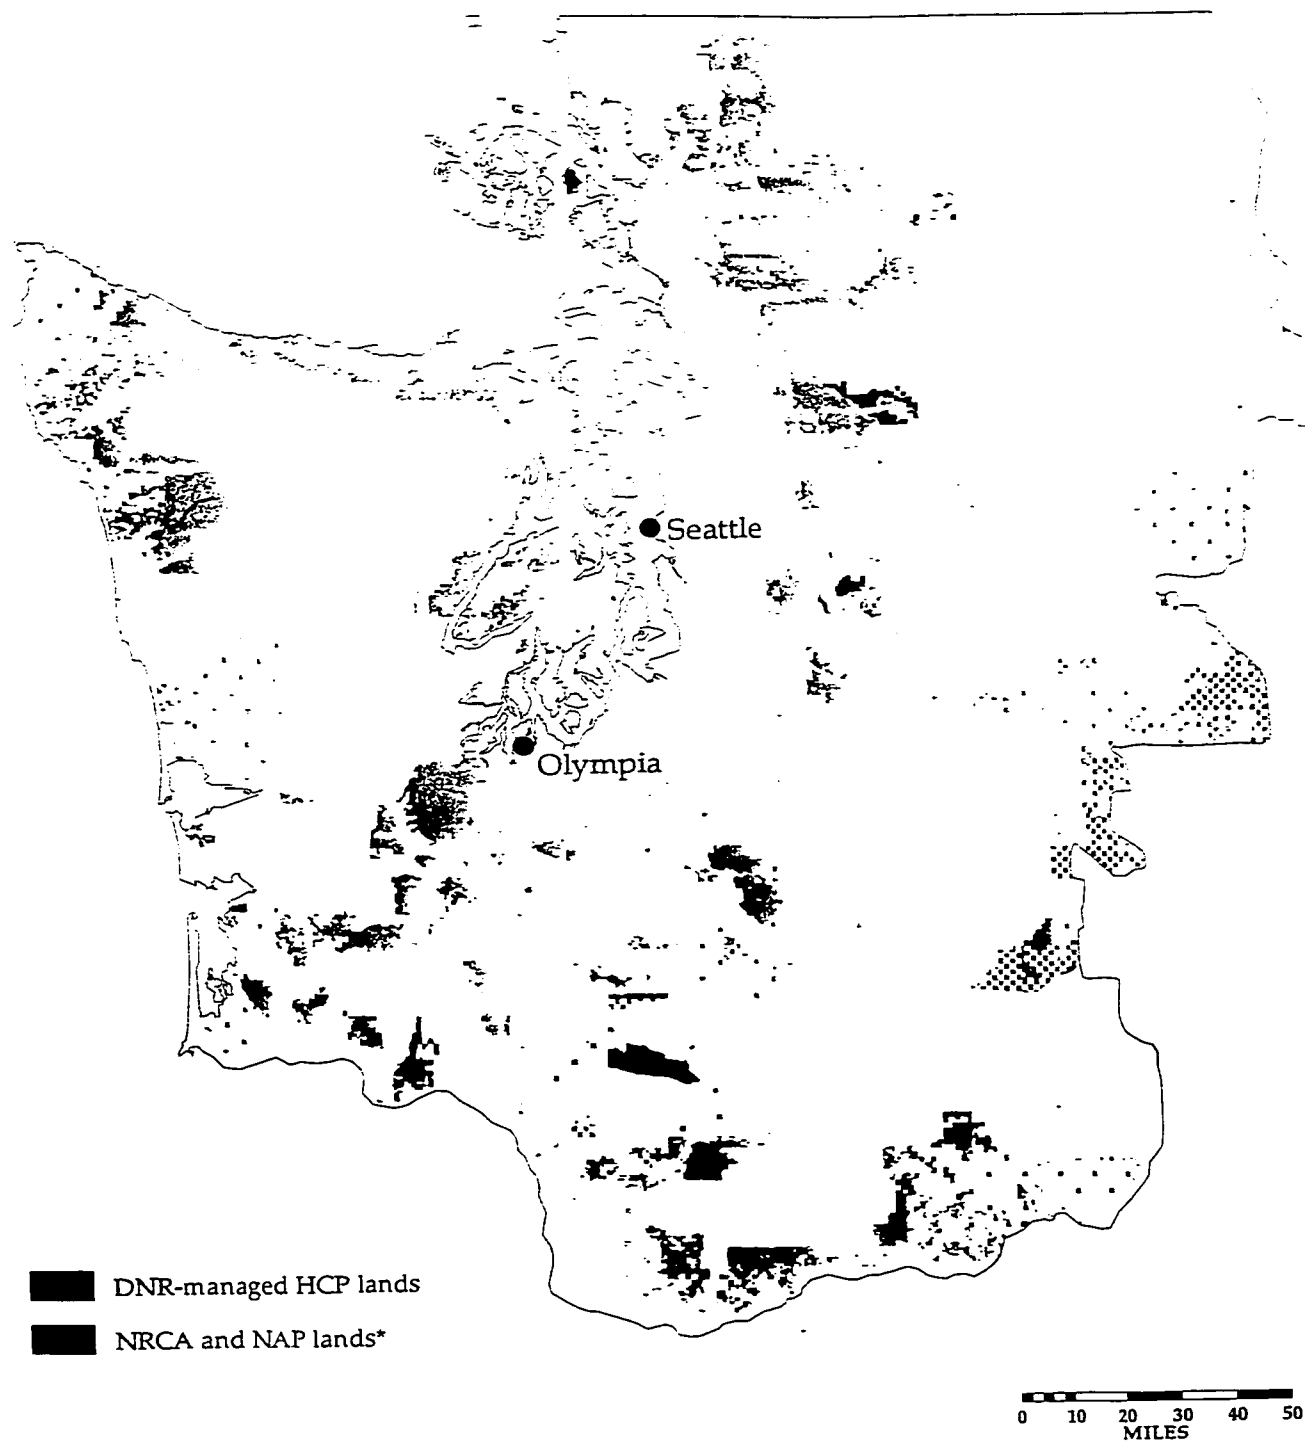 Seattle
Olympia
DNR-managed HCP lands
NRCA and NAP lands*
0 10 20 30 40 50
MILES